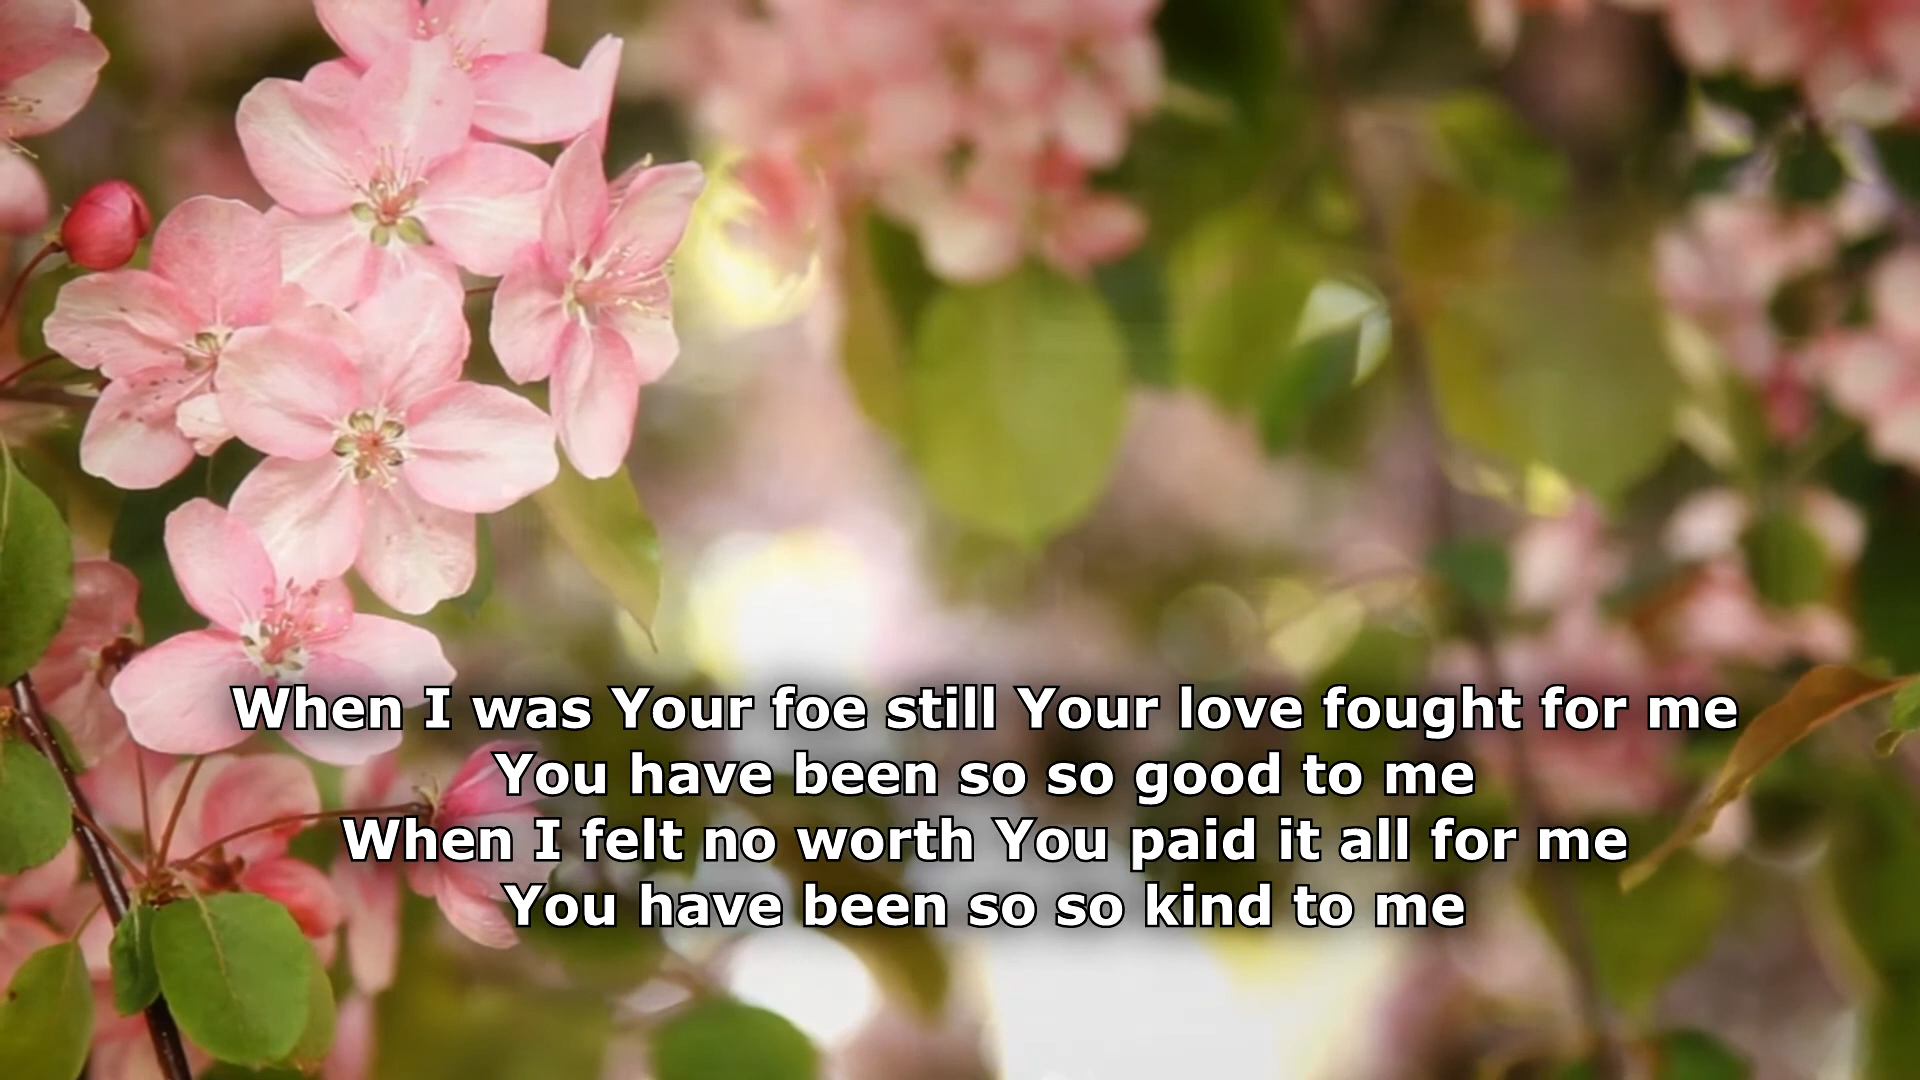 When I was Your foe still Your love fought for me
You have been so so good to me
When I felt no worth You paid it all for me
You have been so so kind to me